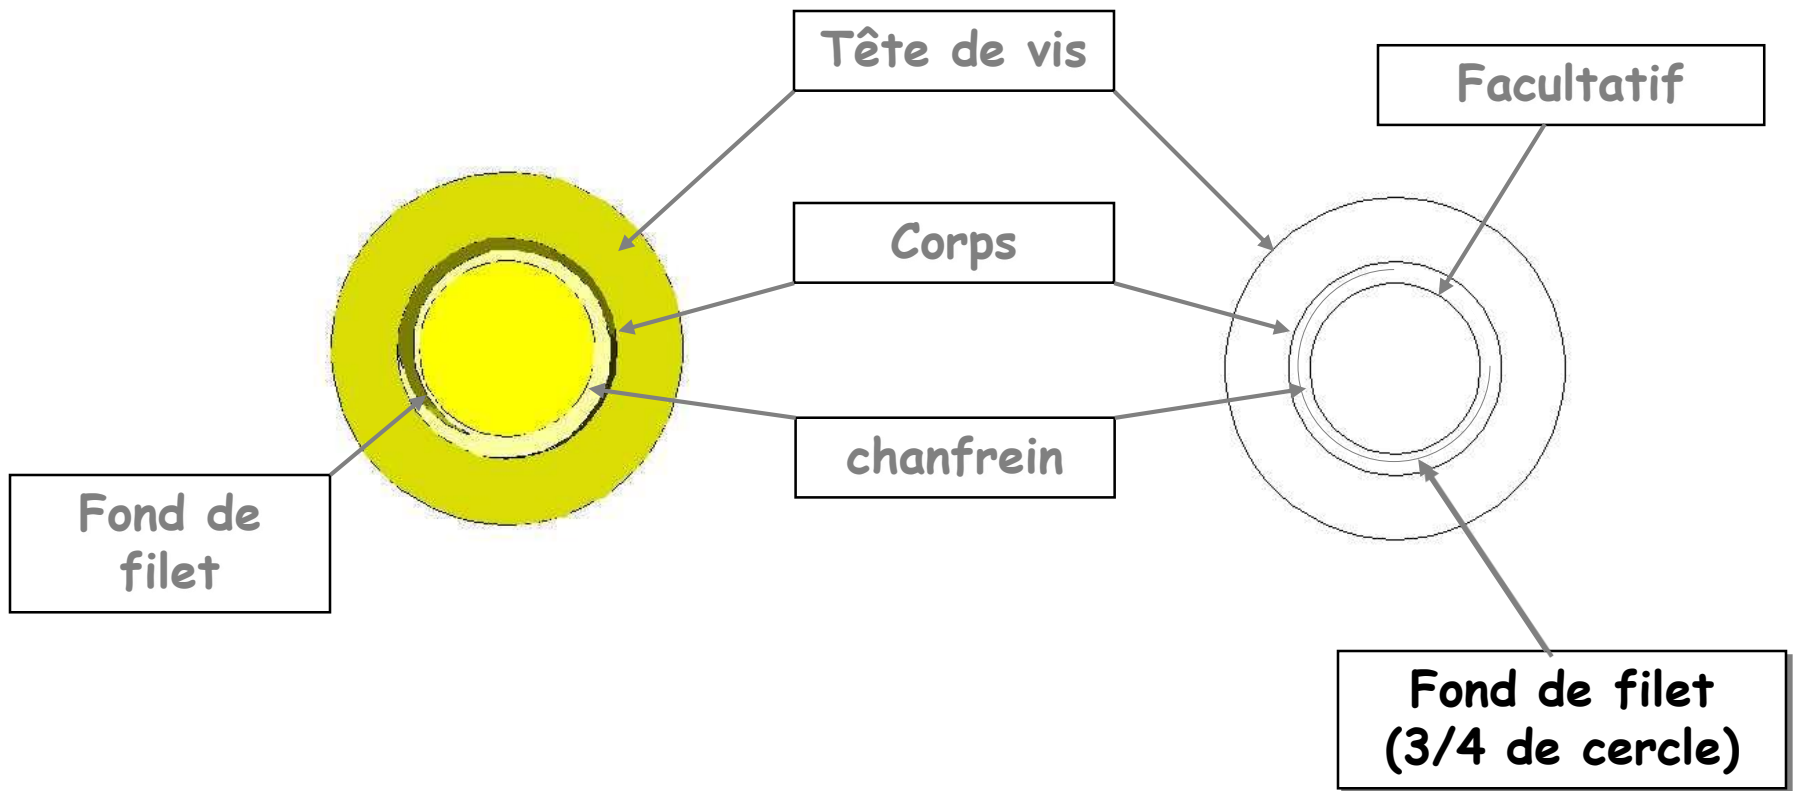 Tête de vis
Facultatif
Corps
chanfrein
Fond de
filet
Fond de filet
(3/4 de cercle)